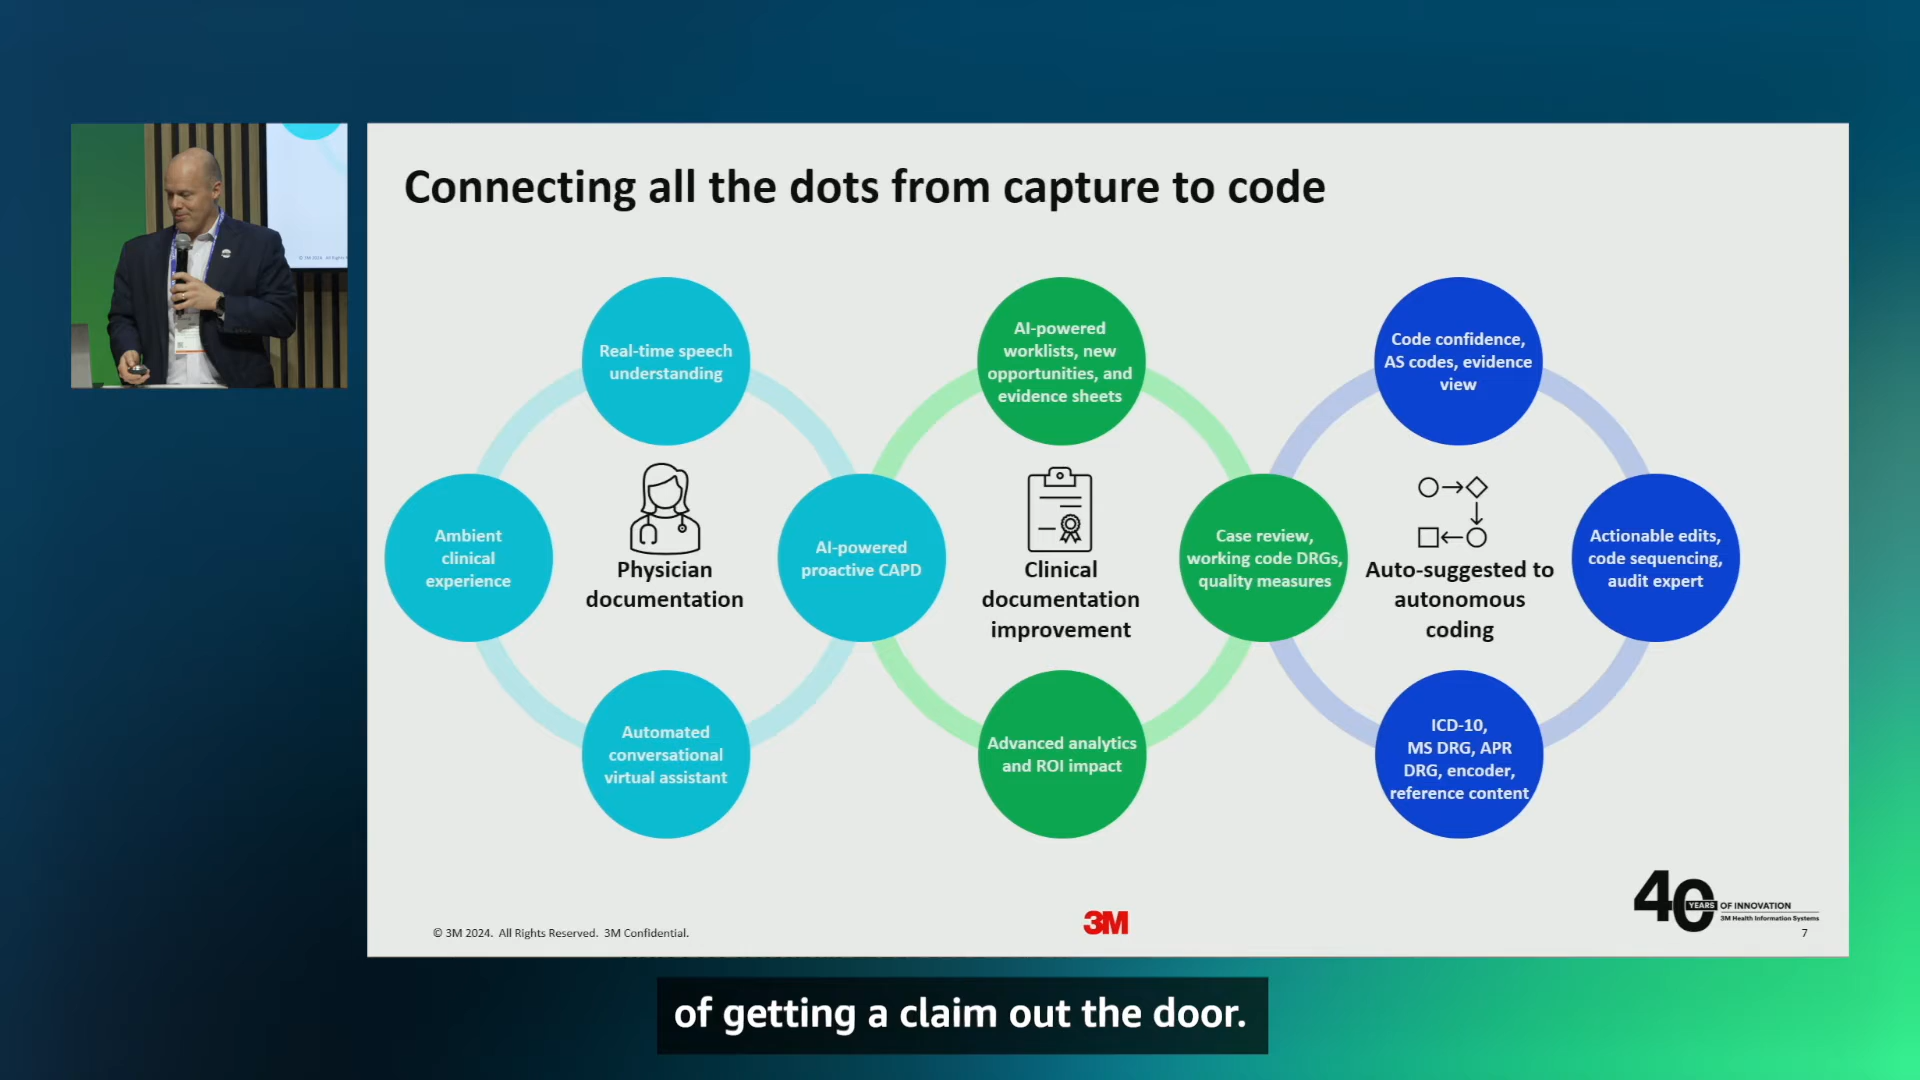 Connecting all the dots from capture to code
Real-time speech
understanding
AI-powered
worklists, new
opportunities, and
evidence sheets
Code confidence,
AS codes, evidence
view
Ambient
clinical
experience
Physician
documentation
AI-powered
proactive CAPD
Clinical
documentation
improvement
Case review,
working code DRGs,
quality measures
Auto-suggested to
autonomous
coding
Actionable edits,
code sequencing,
audit expert
Automated
conversational
virtual assistant
Advanced analytics
and ROI impact
ICD-10,
MS DRG, APR
DRG, encoder,
reference content
© 3M 2024. All Rights Reserved. 3M Confidential.
3M
40 YEARS OF INNOVATION
3M Health Information Systems
7
of getting a claim out the door.